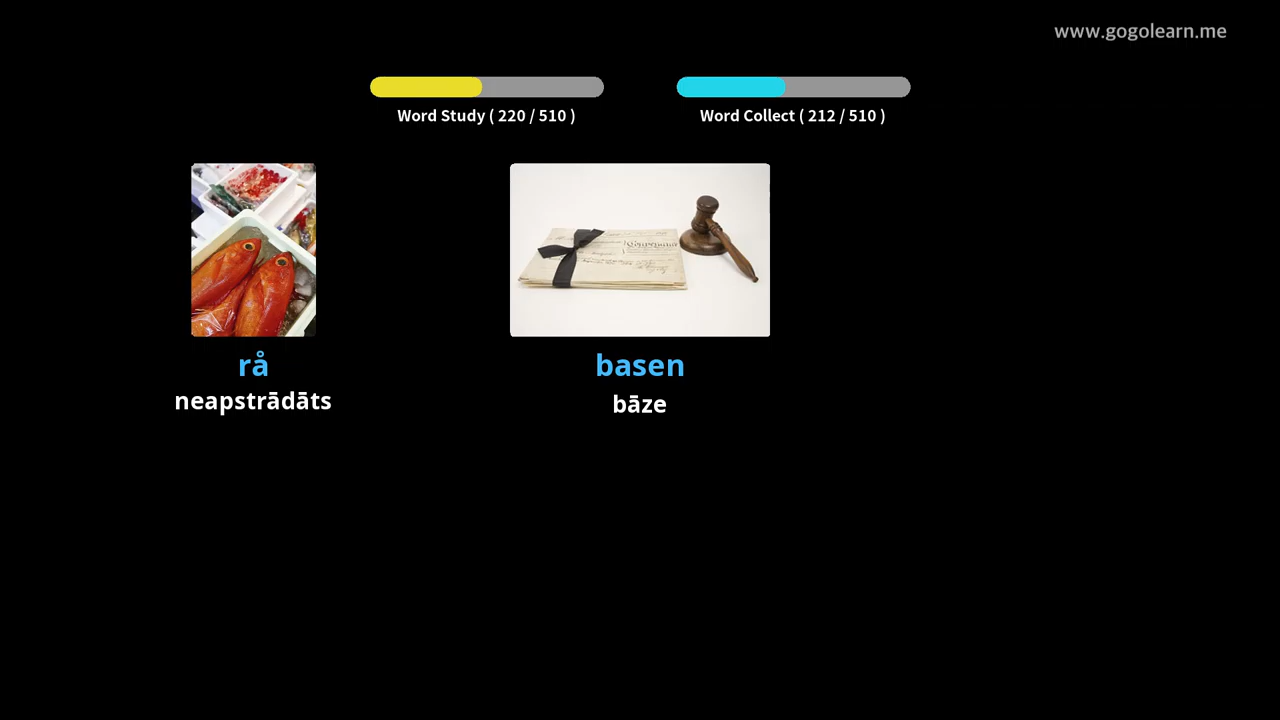 www.gogolearn.me
Word Study ( 220 / 510 )
Word Collect ( 212 / 510 )
rå
neapstrādāts
basen
bāze